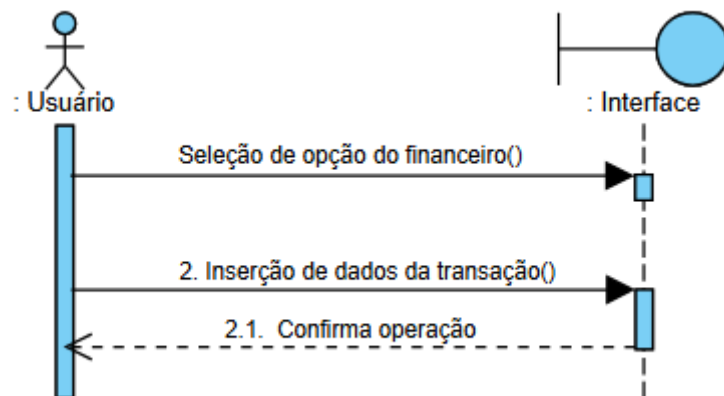 : Usuário
: Interface
Seleção de opção do financeiro()
2. Inserção de dados da transação()
2.1. Confirma operação